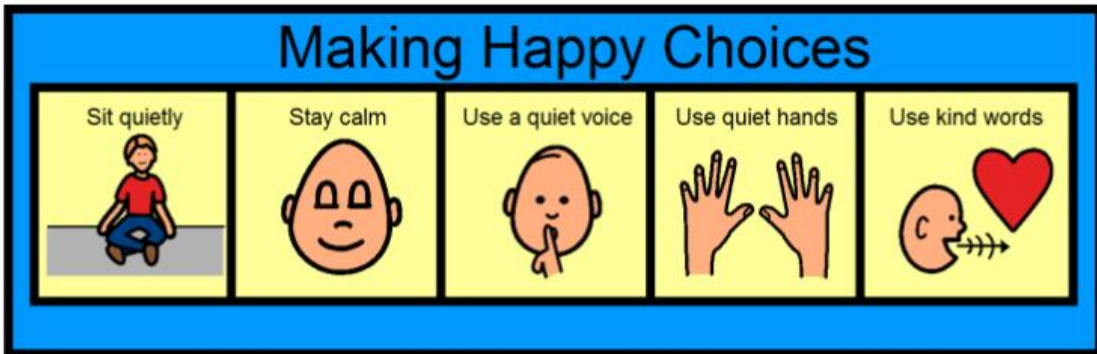 Making Happy Choices
Sit quietly
Stay calm
Use a quiet voice
Use quiet hands
Use kind words